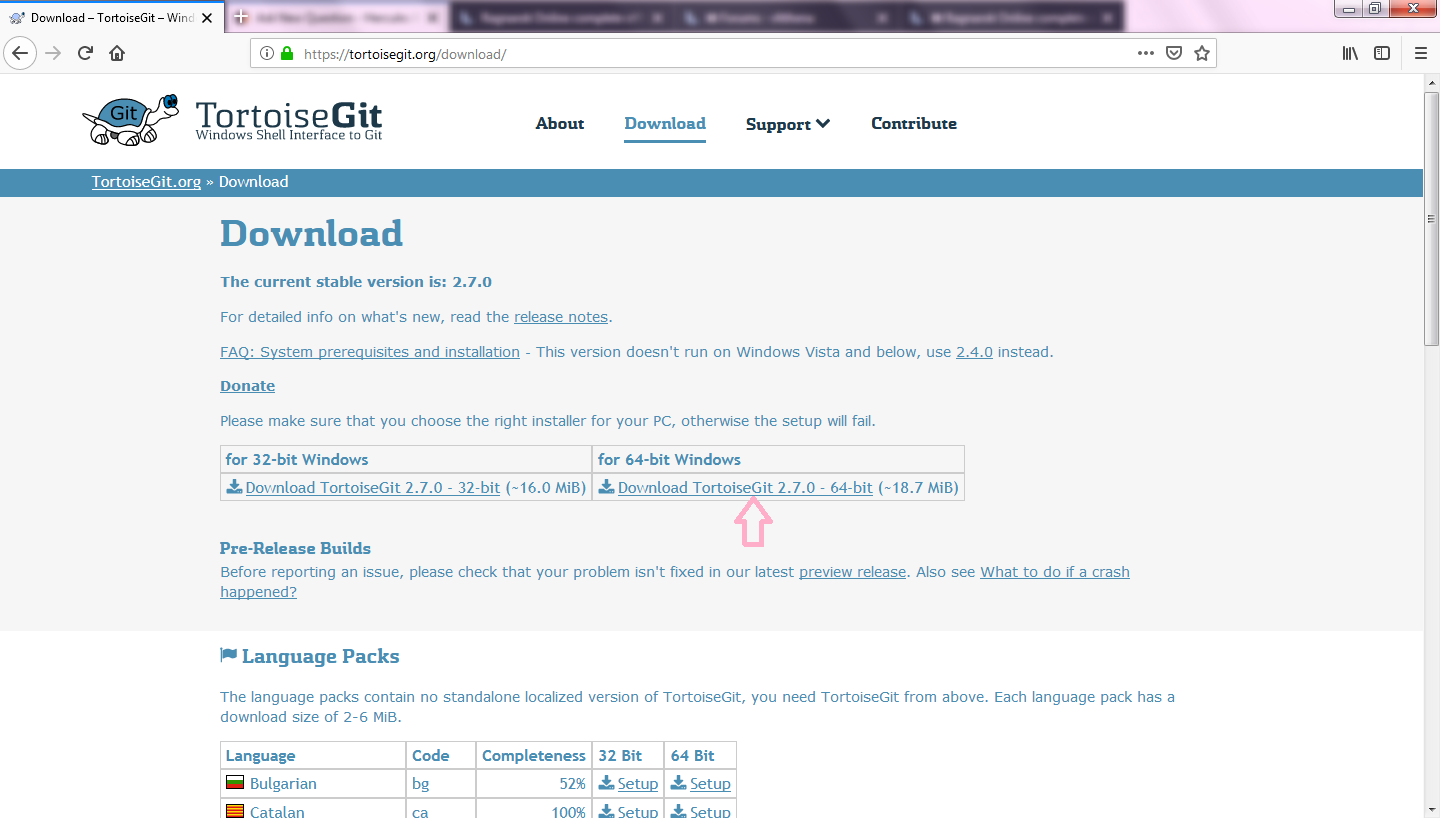 Download – TortoiseGit – Wind
https://tortoisegit.org/download/
Git
TortoiseGit
Windows Shell Interface to Git
About
Download
Support
Contribute
TortoiseGit.org » Download
Download
The current stable version is: 2.7.0
For detailed info on what's new, read the release notes.
FAQ: System prerequisites and installation - This version doesn't run on Windows Vista and below, use 2.4.0 instead.
Donate
Please make sure that you choose the right installer for your PC, otherwise the setup will fail.
for 32-bit Windows for 64-bit Windows
Download TortoiseGit 2.7.0 - 32-bit (~16.0 MiB) Download TortoiseGit 2.7.0 - 64-bit (~18.7 MiB)
Pre-Release Builds
Before reporting an issue, please check that your problem isn't fixed in our latest preview release. Also see What to do if a crash
happened?
Language Packs
The language packs contain no standalone localized version of TortoiseGit, you need TortoiseGit from above. Each language pack has a
download size of 2-6 MiB.
Language Code Completeness 32 Bit 64 Bit
Bulgarian bg 52% Setup Setup
Catalan ca 100% Setup Setup